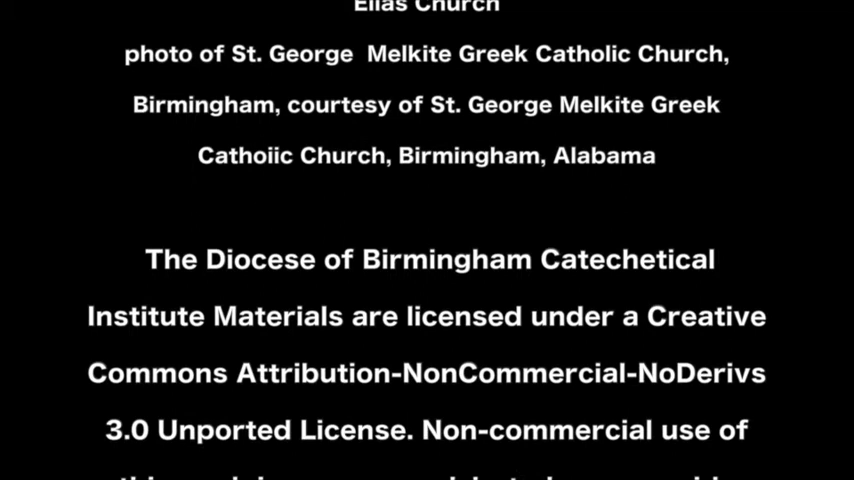 Elias Church
photo of St. George Melkite Greek Catholic Church,
Birmingham, courtesy of St. George Melkite Greek
Cathoiic Church, Birmingham, Alabama
The Diocese of Birmingham Catechetical
Institute Materials are licensed under a Creative
Commons Attribution-NonCommercial-NoDerivs
3.0 Unported License. Non-commercial use of